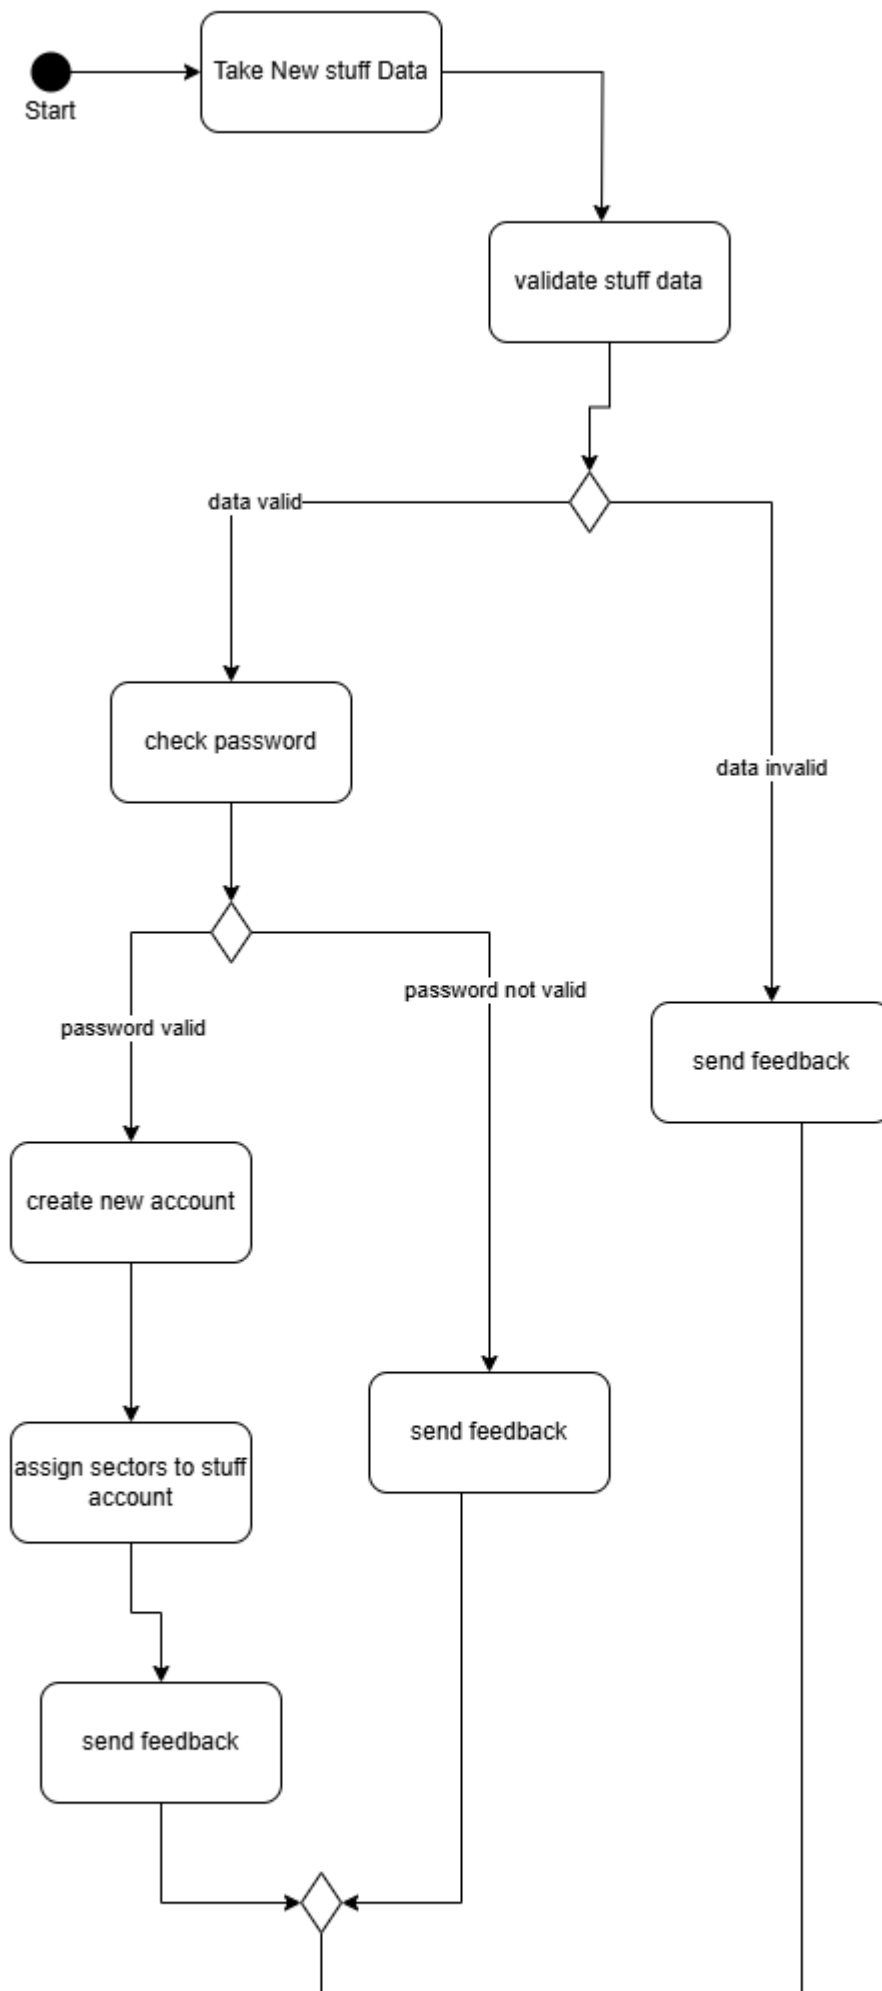 Take New stuff Data
Start
validate stuff data
data valid
check password
data invalid
password not valid
password valid
send feedback
create new account
send feedback
assign sectors to stuff
account
send feedback